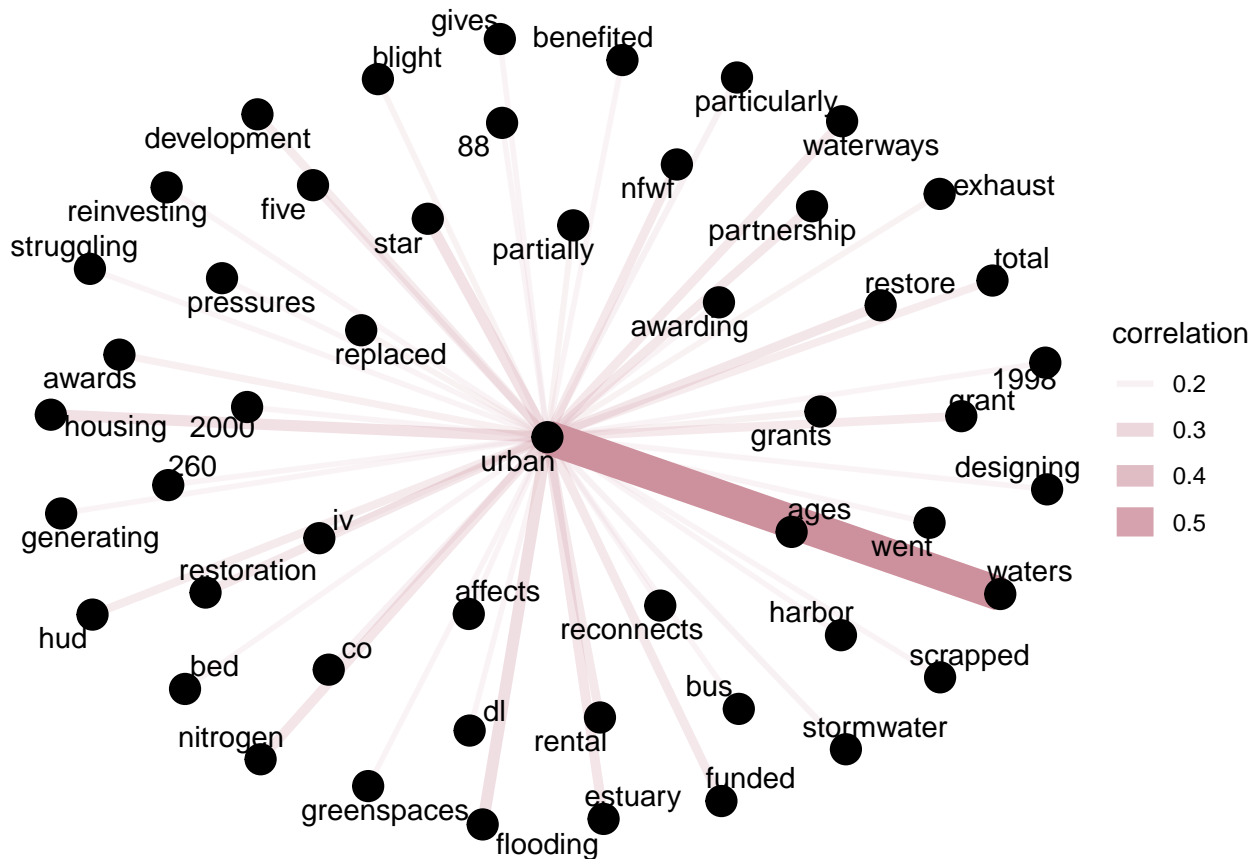 gives
benefited
blight
particularly
development
88
waterways
nfwf
exhaust
reinvesting
five
star
partially
partnership
struggling
total
pressures
restore
awarding
replaced
correlation
awards
1998
0.2
housing
2000
grants
grant
0.3
260
urban
designing
0.4
generating
iv
ages
went
0.5
restoration
waters
affects
harbor
hud
reconnects
bed
co
scrapped
bus
nitrogen
dl
rental
stormwater
funded
greenspaces
estuary
flooding